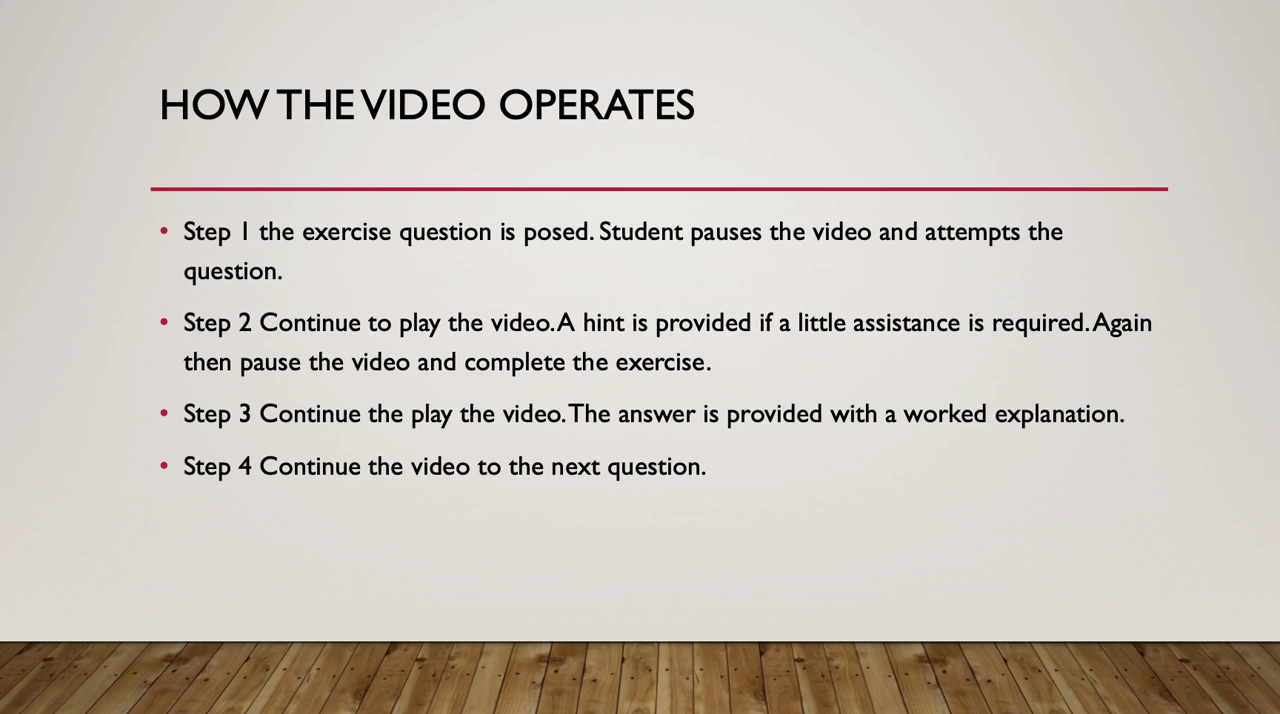 HOW THE VIDEO OPERATES
• Step 1 the exercise question is posed. Student pauses the video and attempts the
question.
• Step 2 Continue to play the video. A hint is provided if a little assistance is required. Again
then pause the video and complete the exercise.
• Step 3 Continue the play the video. The answer is provided with a worked explanation.
• Step 4 Continue the video to the next question.